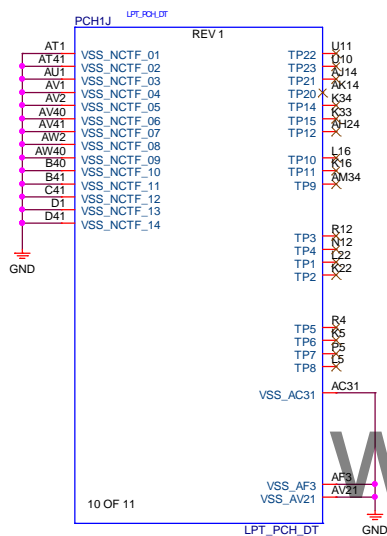 PCH1J LPT_PCH_DT
REV 1
AT1 VSS_NCTF_01
AT41 VSS_NCTF_02
AU1 VSS_NCTF_03
AV1 VSS_NCTF_04
AV2 VSS_NCTF_05
AV40 VSS_NCTF_06
AV41 VSS_NCTF_07
AW2 VSS_NCTF_08
AW40 VSS_NCTF_09
B40 VSS_NCTF_10
B41 VSS_NCTF_11
C41 VSS_NCTF_12
D1 VSS_NCTF_13
D41 VSS_NCTF_14
GND
TP22 U11
TP23 U10
TP21 AJ14
TP20 AK14
TP14 K34
TP15 K33
TP12 AH24
TP10 L16
TP11 K16
TP9 AM34
TP3 R12
TP4 N12
TP1 L22
TP2 K22
TP5 R4
TP6 K5
TP7 P5
TP8 L5
VSS_AC31 AC31
VSS_AF3 AF3
VSS_AV21 AV21
10 OF 11
LPT_PCH_DT
GND